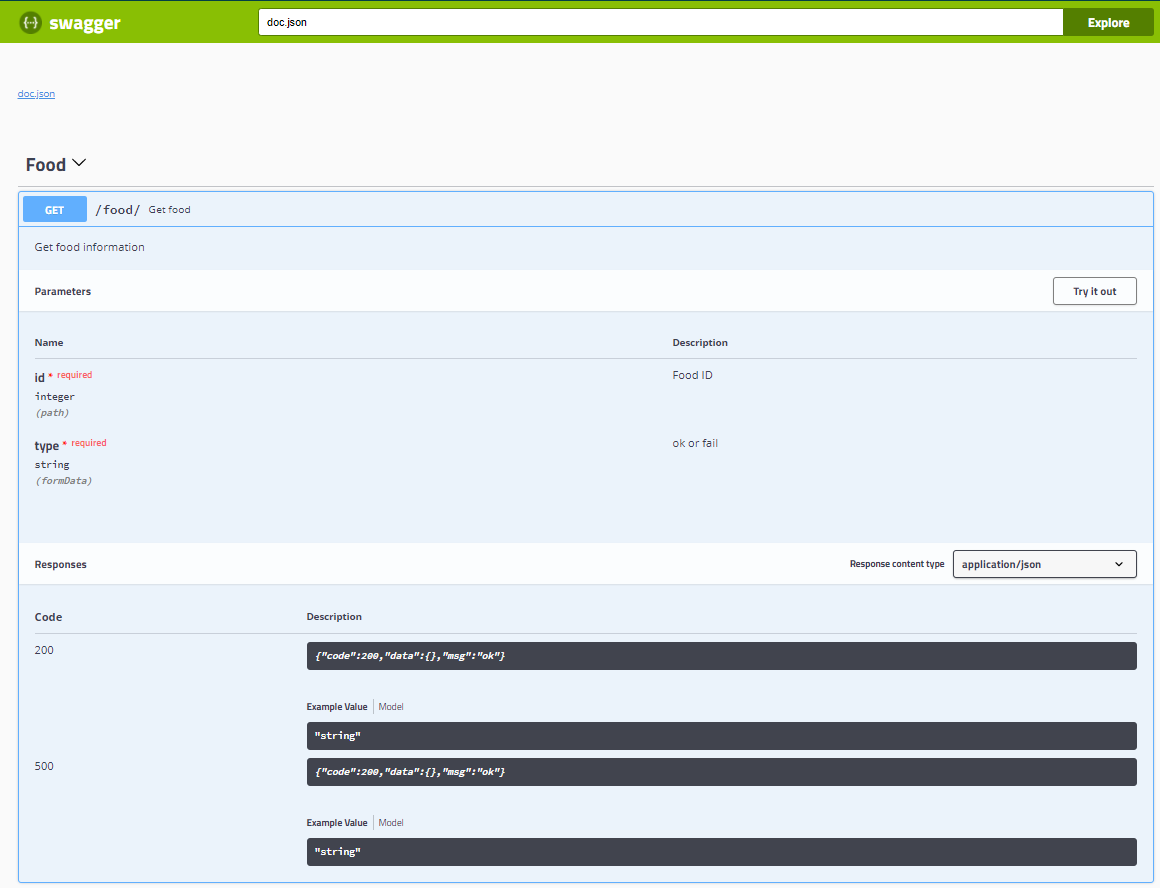 {···} swagger doc.json Explore
doc.json
Food
GET /food/ Get food
Get food information
Parameters Try it out
Name Description
id * required Food ID
integer
(path)
type * required ok or fail
string
(formData)
Responses Response content type application/json
Code Description
200 {"code":200,"data":{},"msg":"ok"}
Example Value Model
"string"
500 {"code":200,"data":{},"msg":"ok"}
Example Value Model
"string"